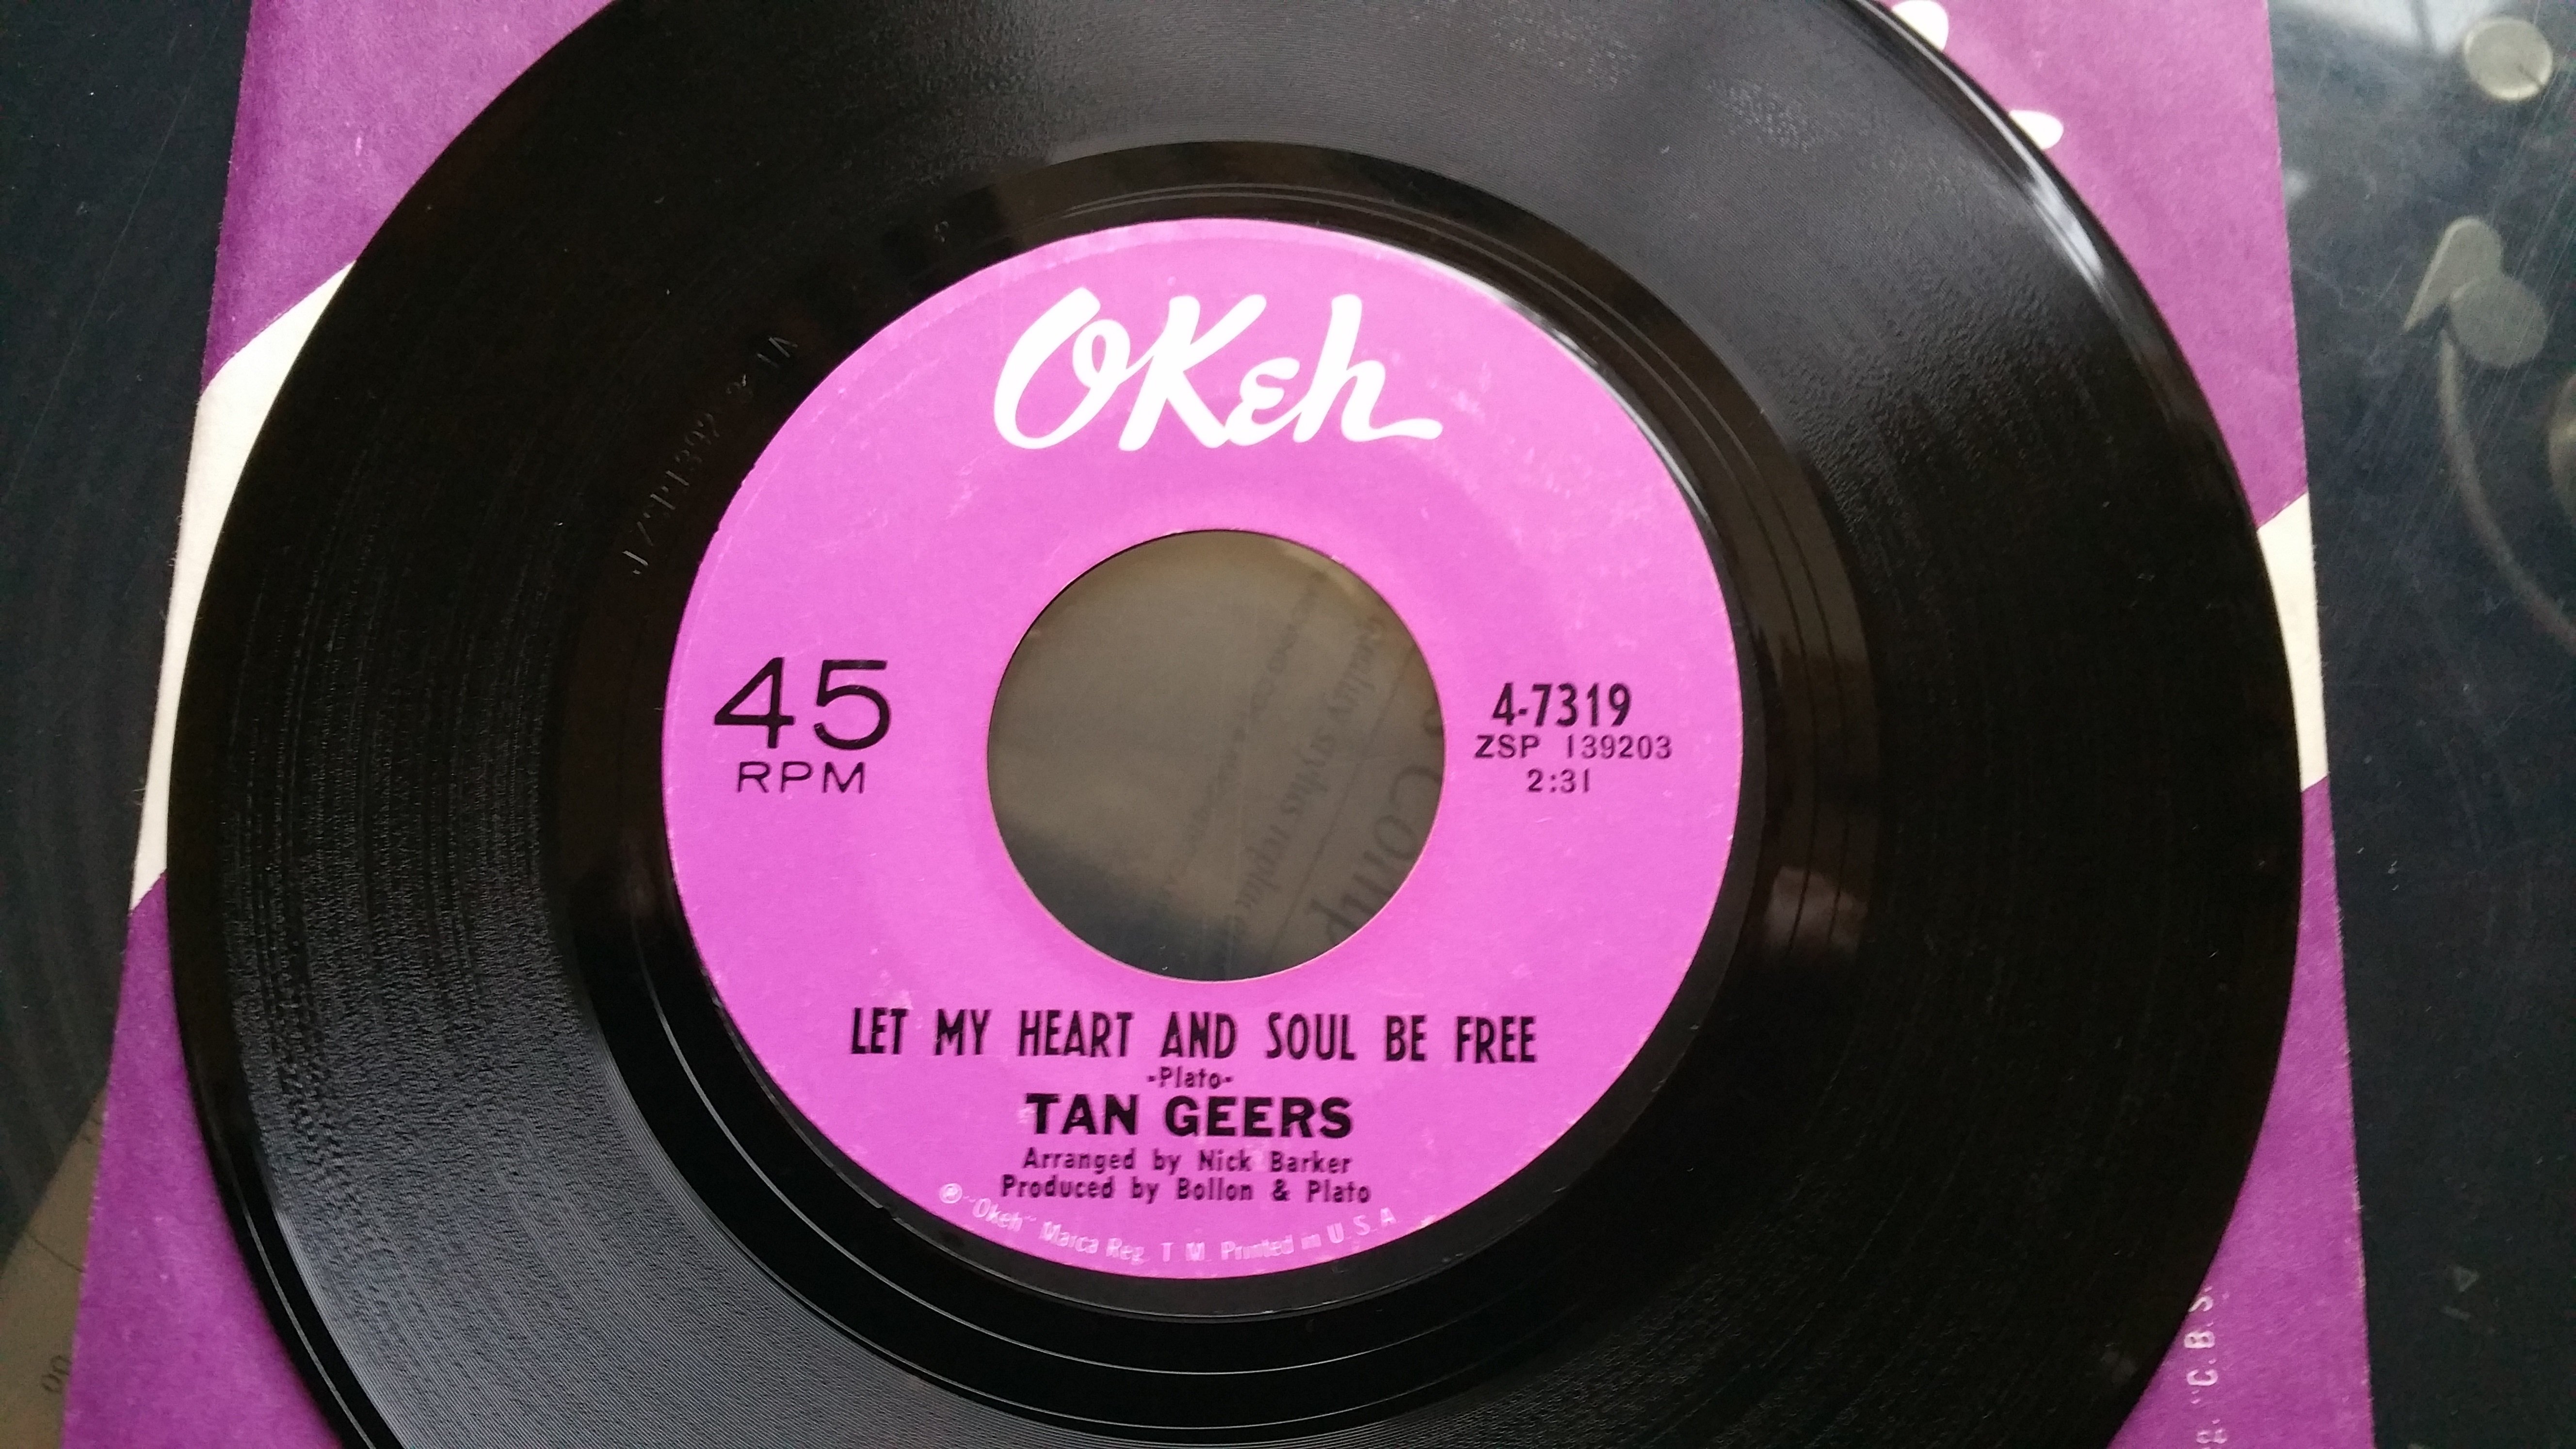 OKeh
45
RPM
4-7319
ZSP 139203
2:31
LET MY HEART AND SOUL BE FREE
-Plato-
TAN GEERS
Arranged by Nick Barker
Produced by Bollon & Plato
® "Okeh" Marca Reg. T M. Printed in U. S. A
"C.B.S.
stylus